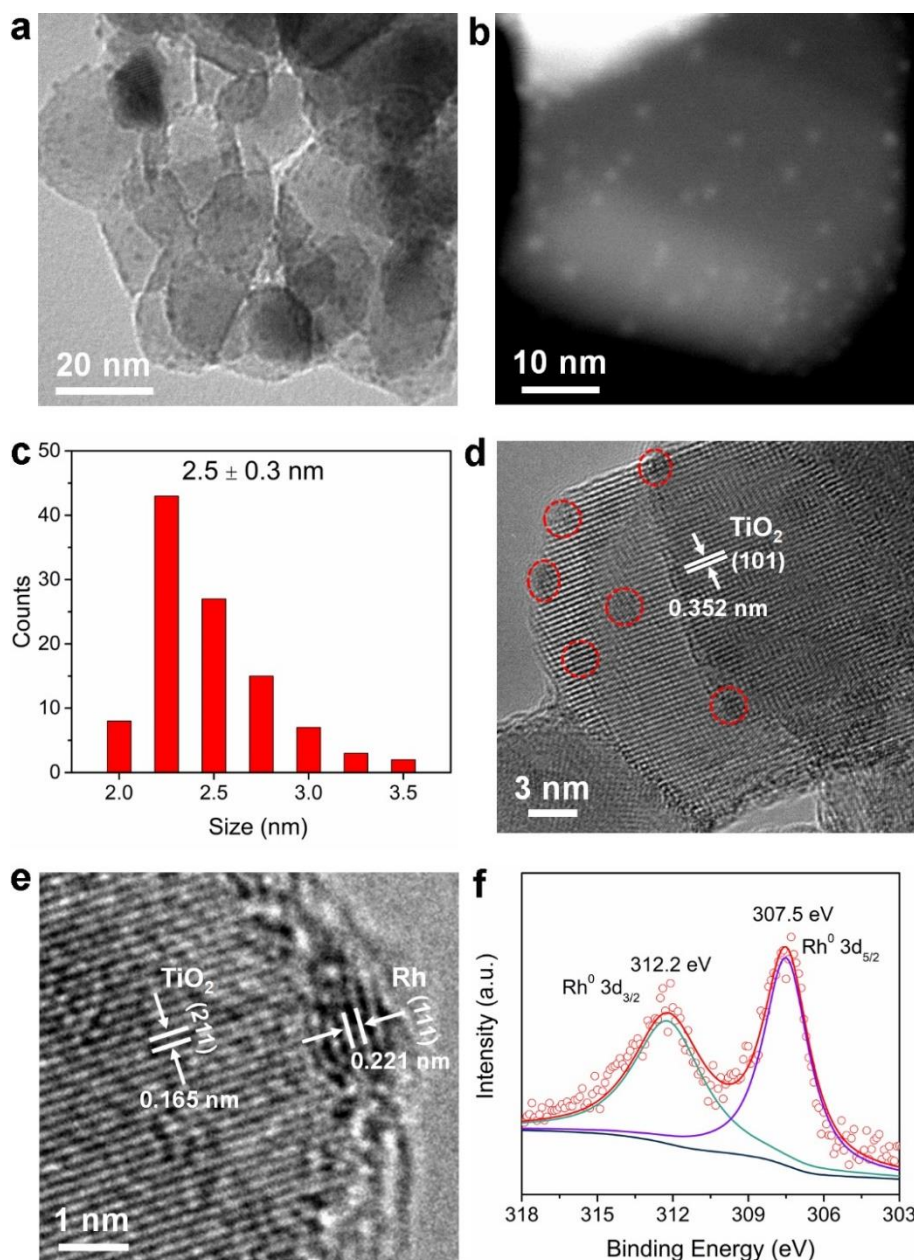 a
20 nm
b
10 nm
c
2.5 ± 0.3 nm
50
40
30
20
10
0
Counts
2.0
2.5
3.0
3.5
Size (nm)
d
TiO₂
(101)
0.352 nm
3 nm
e
TiO₂
(211)
0.165 nm
Rh
(111)
0.221 nm
1 nm
f
307.5 eV
Rh⁰ 3d₅/₂
312.2 eV
Rh⁰ 3d₃/₂
Intensity (a.u.)
318
315
312
309
306
303
Binding Energy (eV)